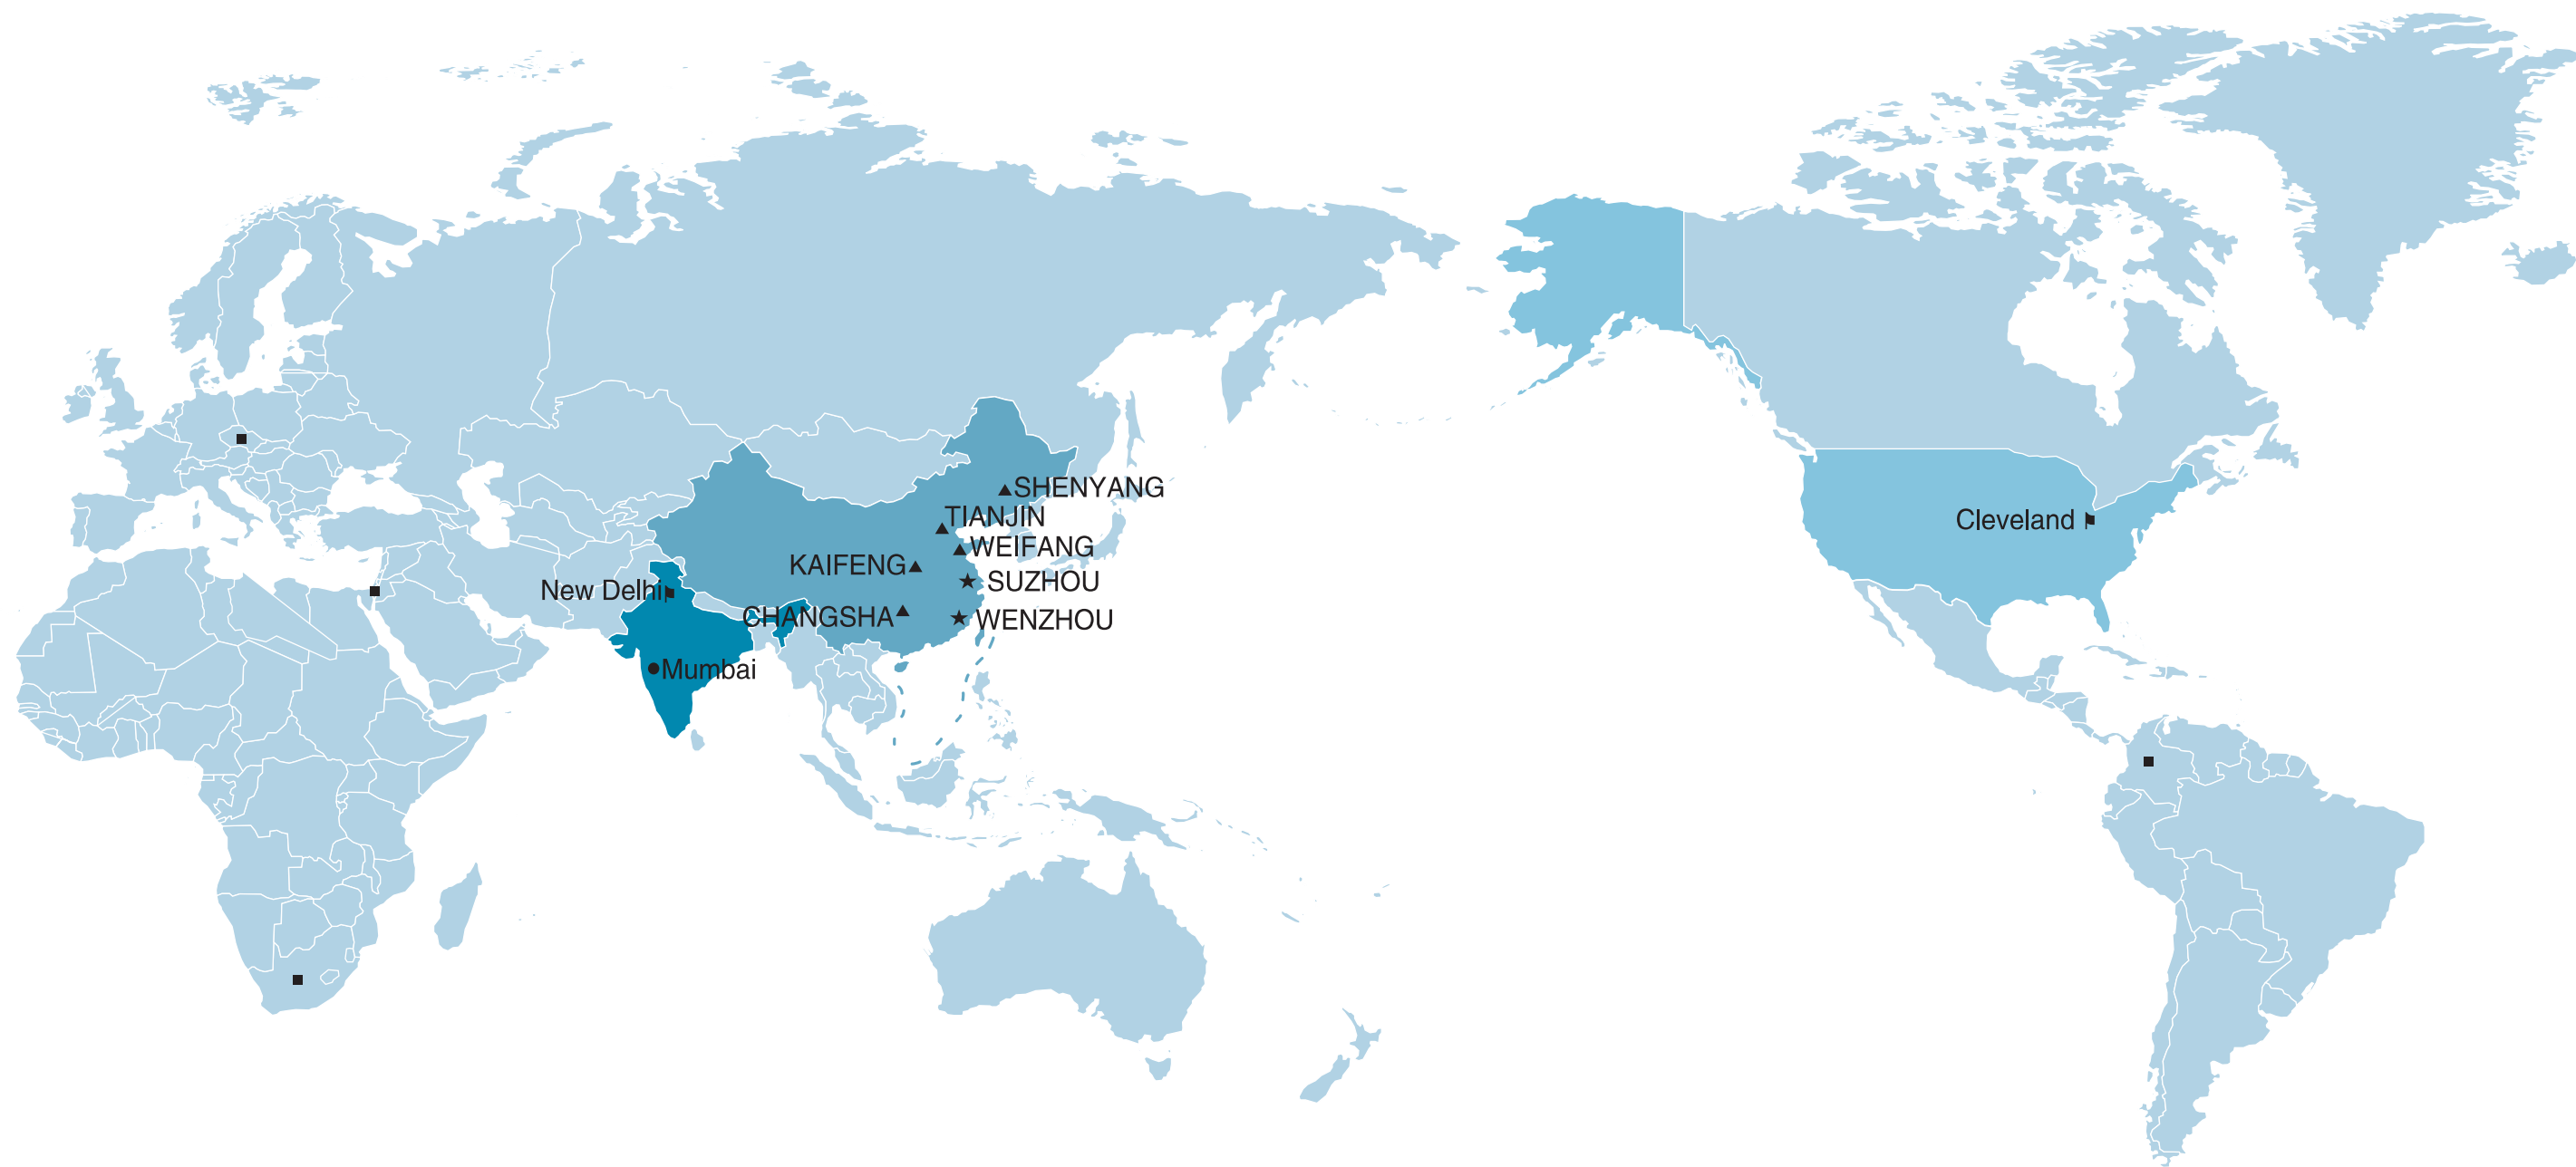 SHENYANG
TIANJIN
Cleveland
WEIFANG
KAIFENG
SUZHOU
New Delhi
CHANGSHA
WENZHOU
Mumbai